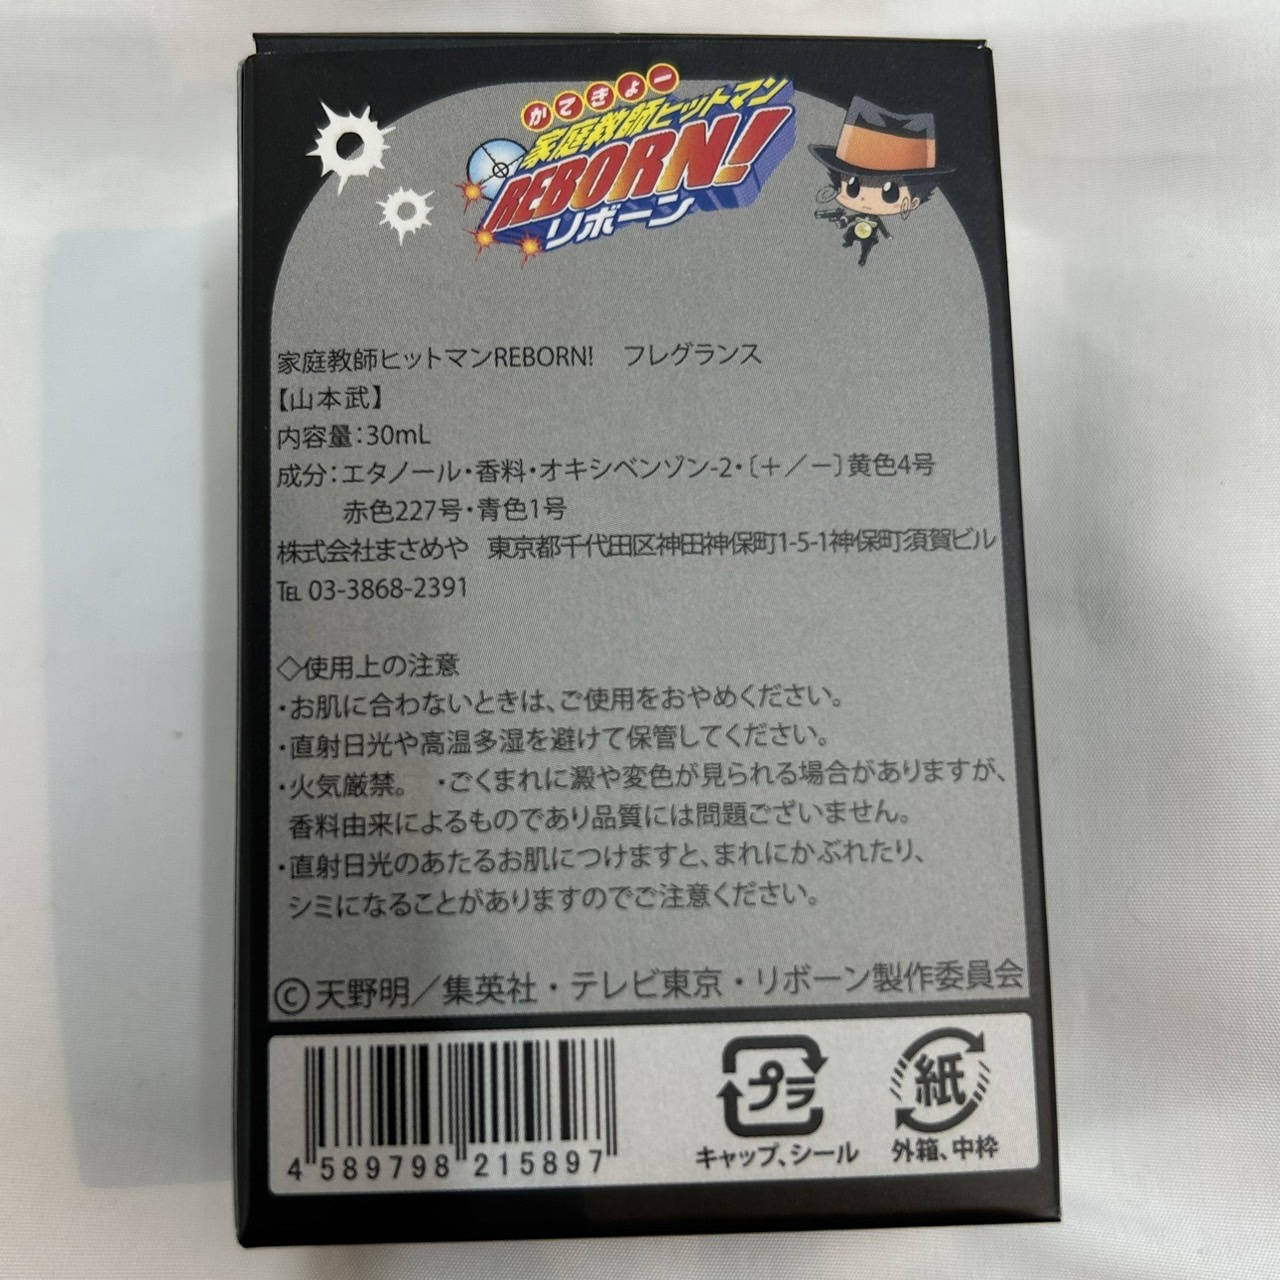 かてきょー
家庭教師ヒットマン
REBORN!
リボーン
家庭教師ヒットマンREBORN!　フレグランス
【山本武】
内容量：30mL
成分：エタノール・香料・オキシベンゾン-2・〔＋／－〕黄色4号
赤色227号・青色1号
株式会社まさめや　東京都千代田区神田神保町1-5-1神保町須賀ビル
℡ 03-3868-2391
◇使用上の注意
・お肌に合わないときは、ご使用をおやめください。
・直射日光や高温多湿を避けて保管してください。
・火気厳禁。　・ごくまれに澱や変色が見られる場合がありますが、
香料由来によるものであり品質には問題ございません。
・直射日光のあたるお肌につけますと、まれにかぶれたり、
シミになることがありますのでご注意ください。
©天野明／集英社・テレビ東京・リボーン製作委員会
プラ
紙
キャップ、シール
外箱、中枠
4 589798 215897